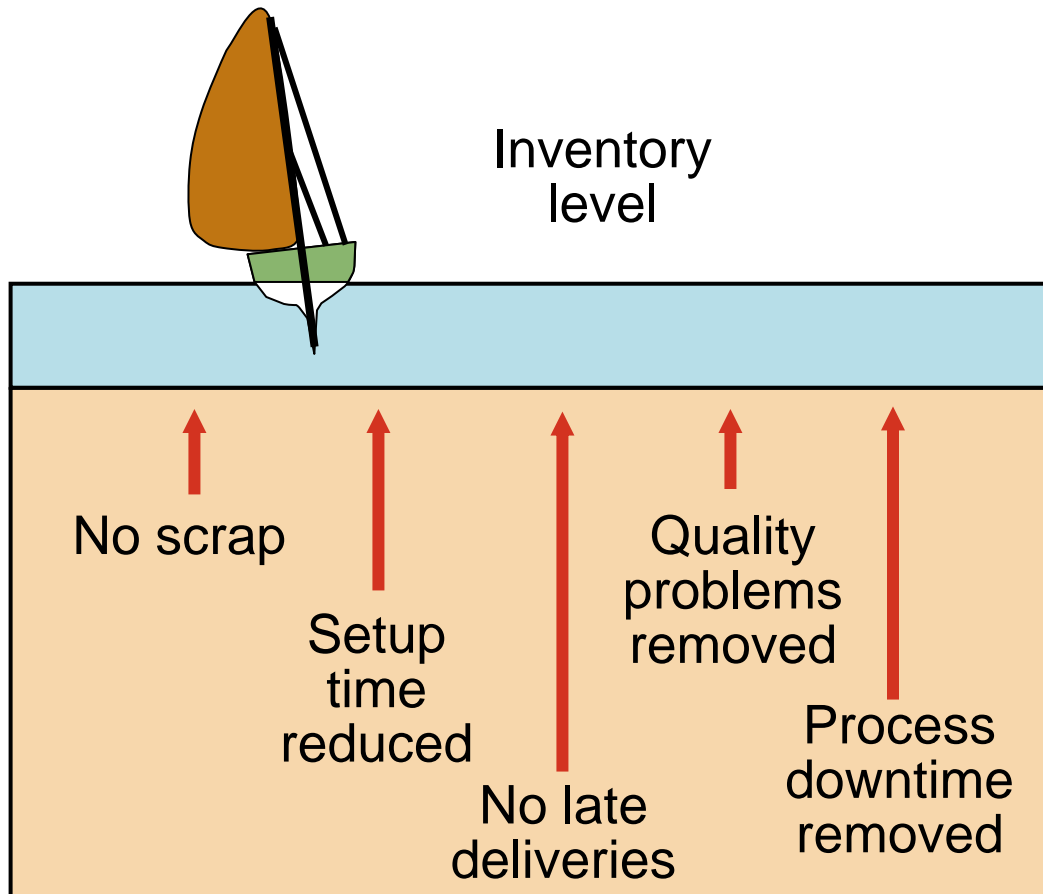 Inventory
level
No scrap
Setup
time
reduced
No late
deliveries
Quality
problems
removed
Process
downtime
removed